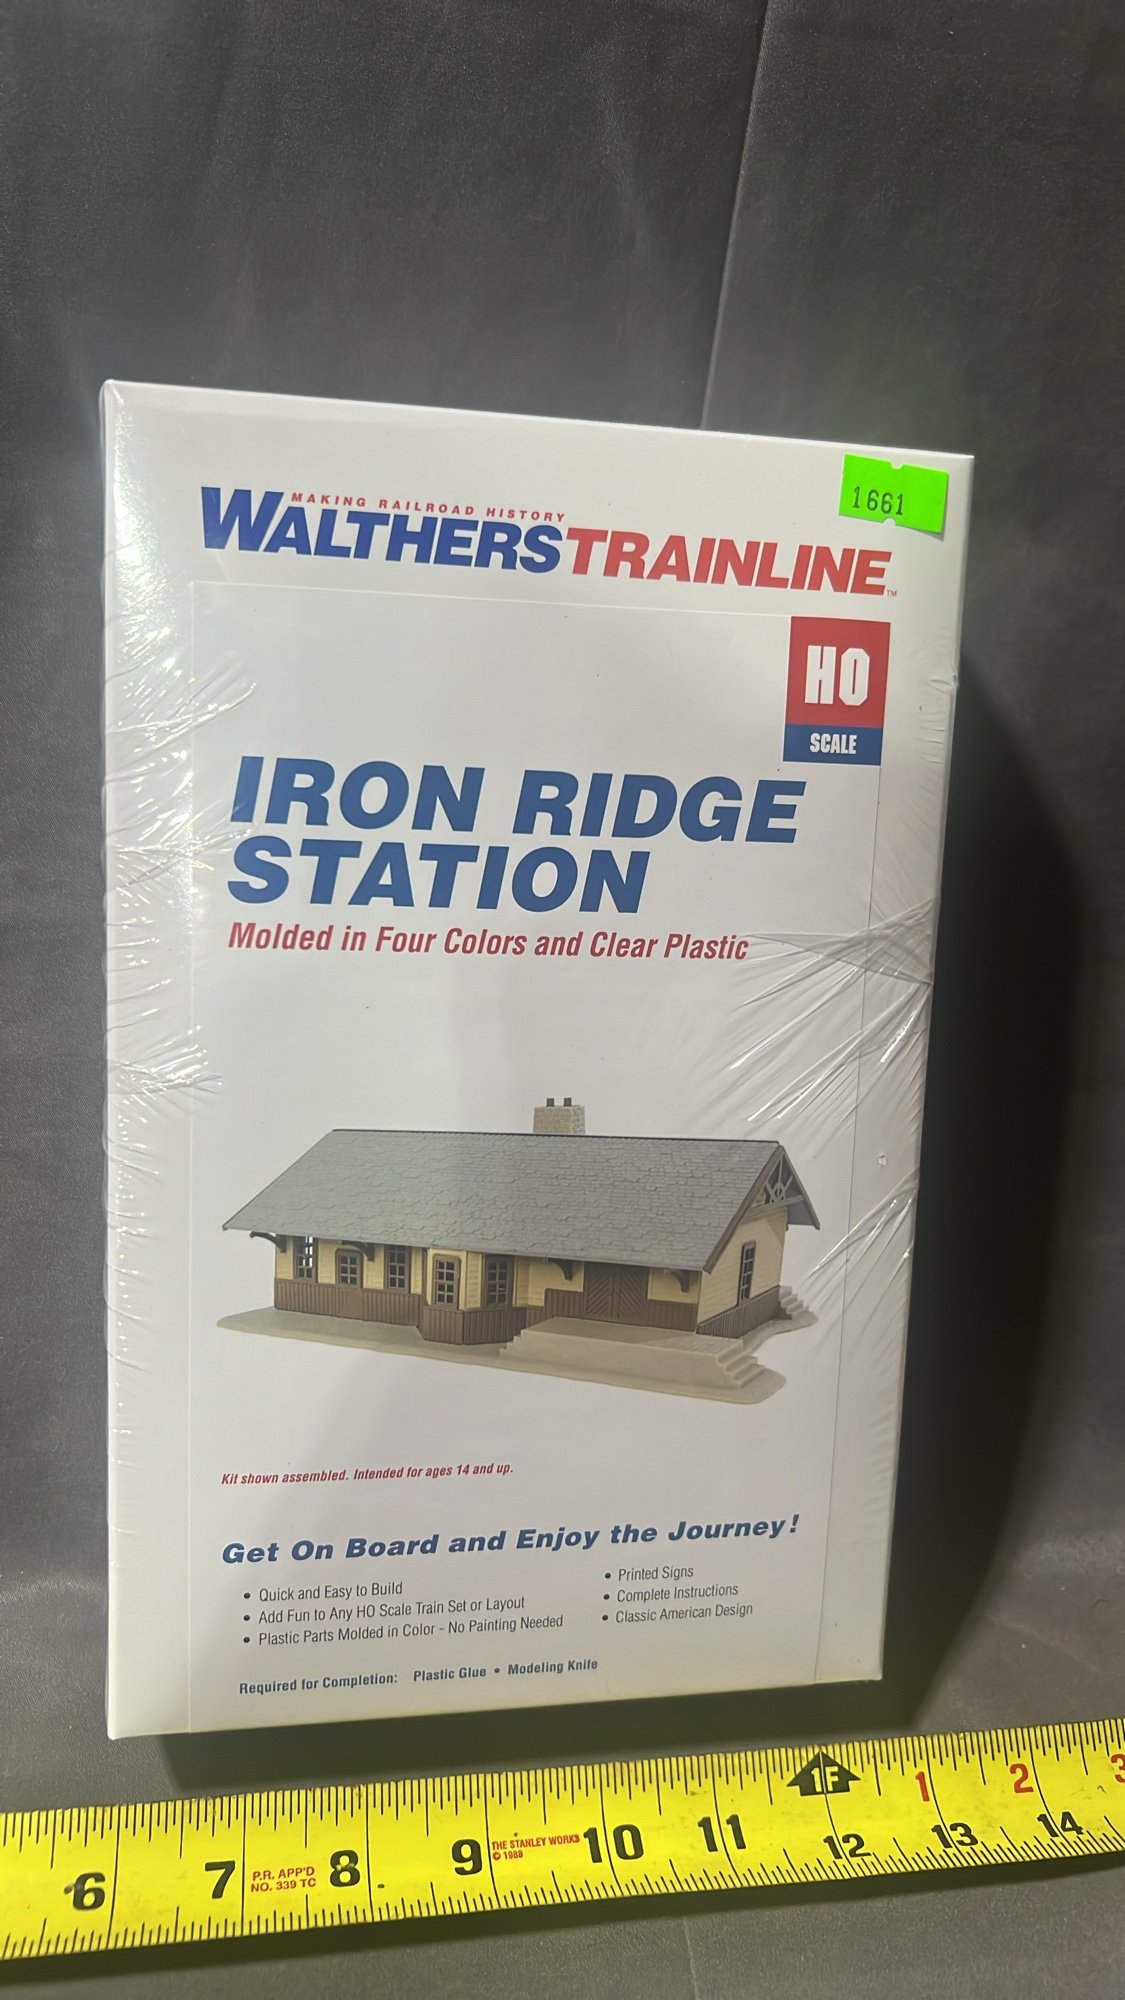 1661
MAKING RAILROAD HISTORY
WALTHERSTRAINLINE™
HO
SCALE
IRON RIDGE
STATION
Molded in Four Colors and Clear Plastic
Kit shown assembled. Intended for ages 14 and up.
Get On Board and Enjoy the Journey!
• Quick and Easy to Build
• Add Fun to Any HO Scale Train Set or Layout
• Plastic Parts Molded in Color - No Painting Needed
• Printed Signs
• Complete Instructions
• Classic American Design
Required for Completion: Plastic Glue • Modeling Knife
1F 1 2 3
6 7 P.R. APP'D NO. 339 TC 8 9 THE STANLEY WORKS © 1988 10 11 12 13 14